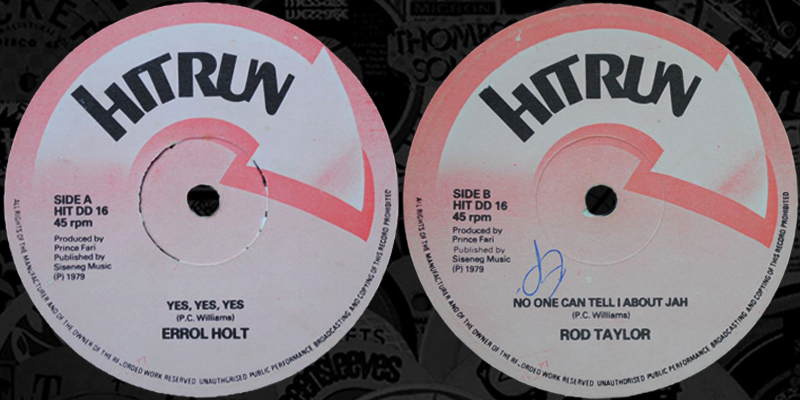 HITRUN
SIDE A
HIT DD 16
45 rpm
Produced by
Prince Fari
Published by
Siseneg Music
(P) 1979
YES, YES, YES
(P.C. Williams)
ERROL HOLT
ALL RIGHTS OF THE MANUFACTURER AND OF THE OWNER OF THE RECORDED WORK RESERVED UNAUTHORISED PUBLIC PERFORMANCE BROADCASTING AND COPYING OF THIS RECORD PROHIBITED
HITRUN
SIDE B
HIT DD 16
45 rpm
Produced by
Prince Fari
Published by
Siseneg Music
(P) 1979
NO ONE CAN TELL I ABOUT JAH
(P.C. Williams)
ROD TAYLOR
ALL RIGHTS OF THE MANUFACTURER AND OF THE OWNER OF THE RECORDED WORK RESERVED UNAUTHORISED PUBLIC PERFORMANCE BROADCASTING AND COPYING OF THIS RECORD PROHIBITED